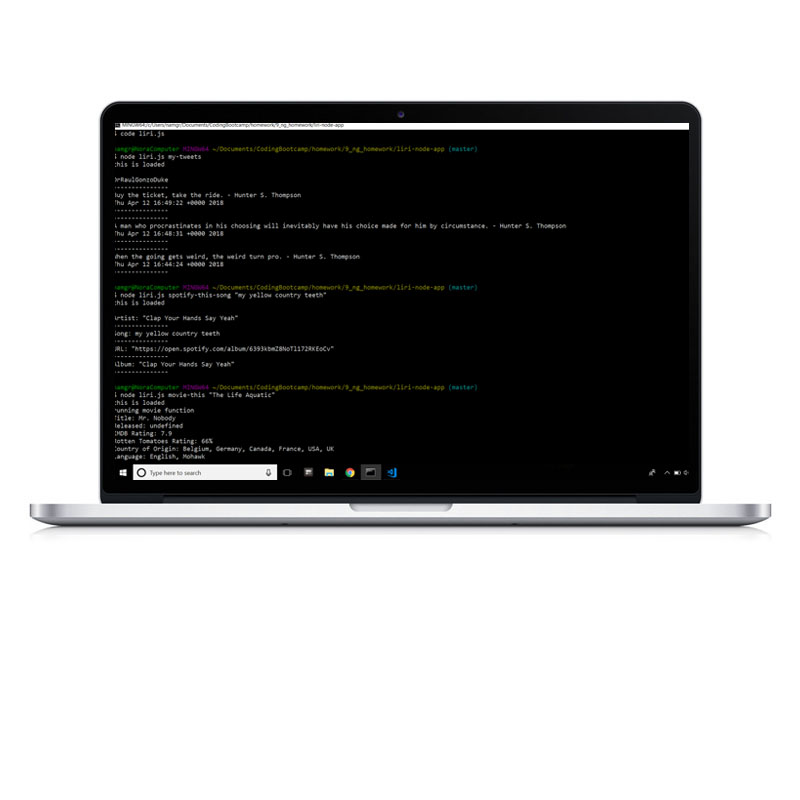 MINGW64:/c/Users/namgr/Documents/CodingBootcamp/homework/9_ng_homework/liri-node-app
$ code liri.js
namgr@NoraComputer MINGW64 ~/Documents/CodingBootcamp/homework/9_ng_homework/liri-node-app (master)
$ node liri.js my-tweets
this is loaded
DrRaulGonzoDuke
---------------
Buy the ticket, take the ride. - Hunter S. Thompson
Thu Apr 12 16:49:22 +0000 2018
---------------
---------------
A man who procrastinates in his choosing will inevitably have his choice made for him by circumstance. - Hunter S. Thompson
Thu Apr 12 16:48:31 +0000 2018
---------------
---------------
When the going gets weird, the weird turn pro. - Hunter S. Thompson
Thu Apr 12 16:44:24 +0000 2018
---------------
namgr@NoraComputer MINGW64 ~/Documents/CodingBootcamp/homework/9_ng_homework/liri-node-app (master)
$ node liri.js spotify-this-song "my yellow country teeth"
this is loaded
Artist: "Clap Your Hands Say Yeah"
---------------
Song: my yellow country teeth
---------------
URL: "https://open.spotify.com/album/6393kbmZ8NoTl172RKEoCv"
---------------
Album: "Clap Your Hands Say Yeah"
---------------
namgr@NoraComputer MINGW64 ~/Documents/CodingBootcamp/homework/9_ng_homework/liri-node-app (master)
$ node liri.js movie-this "The Life Aquatic"
this is loaded
running movie function
Title: Mr. Nobody
Released: undefined
IMDB Rating: 7.9
Rotten Tomatoes Rating: 66%
Country of Origin: Belgium, Germany, Canada, France, USA, UK
Language: English, Mohawk
Type here to search